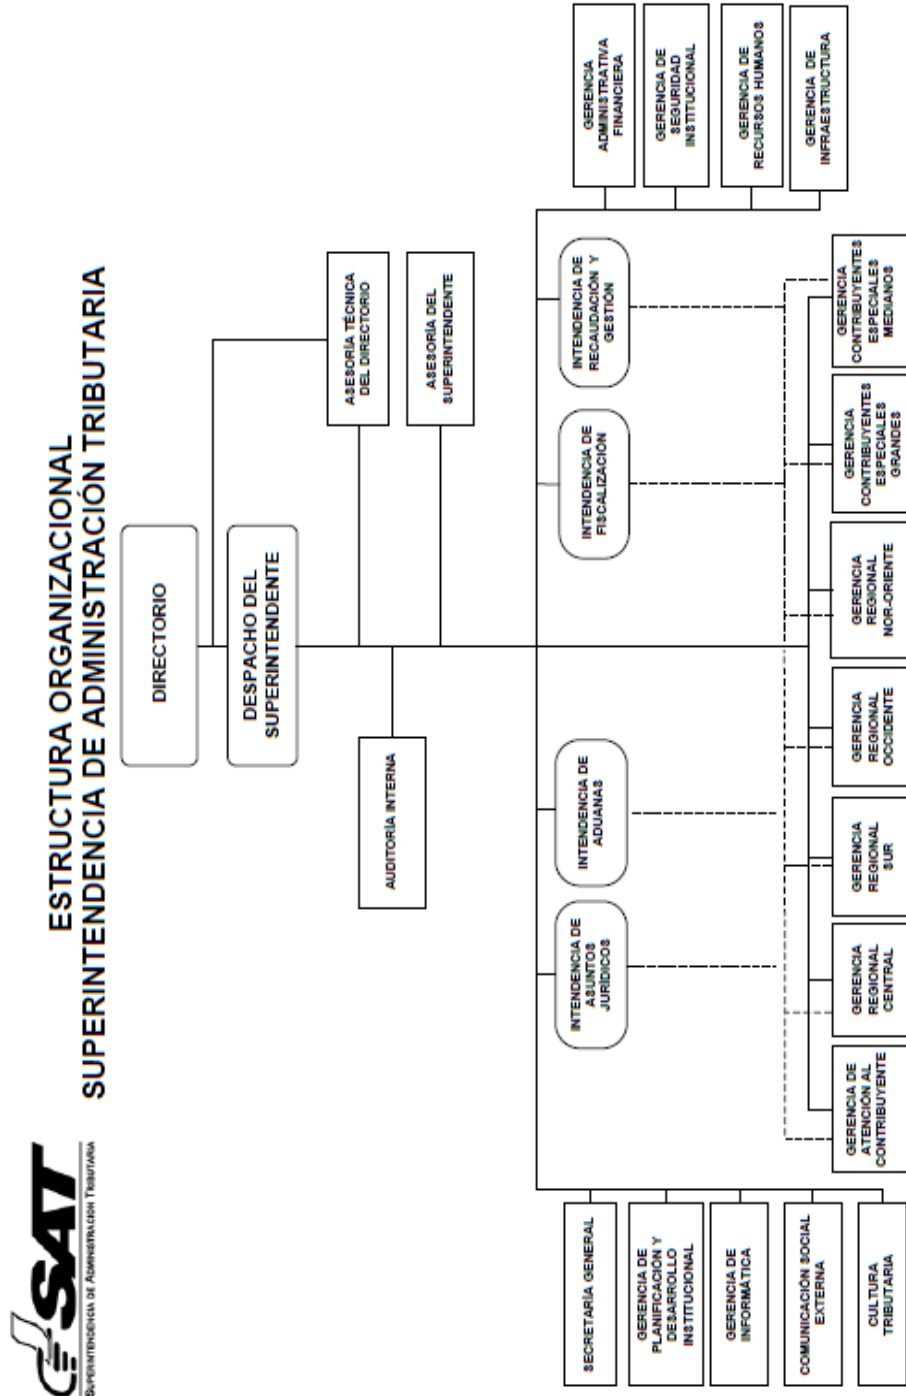 SAT
SUPERINTENDENCIA DE ADMINISTRACIÓN TRIBUTARIA
ESTRUCTURA ORGANIZACIONAL
SUPERINTENDENCIA DE ADMINISTRACIÓN TRIBUTARIA
DIRECTORIO
DESPACHO DEL
SUPERINTENDENTE
ASESORÍA TÉCNICA
DEL DIRECTORIO
AUDITORÍA INTERNA
ASESORÍA DEL
SUPERINTENDENTE
INTENDENCIA DE
ASUNTOS
JURÍDICOS
INTENDENCIA DE
ADUANAS
INTENDENCIA DE
FISCALIZACIÓN
INTENDENCIA DE
RECAUDACIÓN Y
GESTIÓN
SECRETARÍA GENERAL
GERENCIA DE
PLANIFICACIÓN Y
DESARROLLO
INSTITUCIONAL
GERENCIA DE
INFORMÁTICA
COMUNICACIÓN SOCIAL
EXTERNA
CULTURA
TRIBUTARIA
GERENCIA
ADMINISTRATIVA
FINANCIERA
GERENCIA DE
SEGURIDAD
INSTITUCIONAL
GERENCIA DE
RECURSOS HUMANOS
GERENCIA DE
INFRAESTRUCTURA
GERENCIA DE
ATENCIÓN AL
CONTRIBUYENTE
GERENCIA
REGIONAL
CENTRAL
GERENCIA
REGIONAL
SUR
GERENCIA
REGIONAL
OCCIDENTE
GERENCIA
REGIONAL
NOR-ORIENTE
GERENCIA
CONTRIBUYENTES
ESPECIALES
GRANDES
GERENCIA
CONTRIBUYENTES
ESPECIALES
MEDIANOS